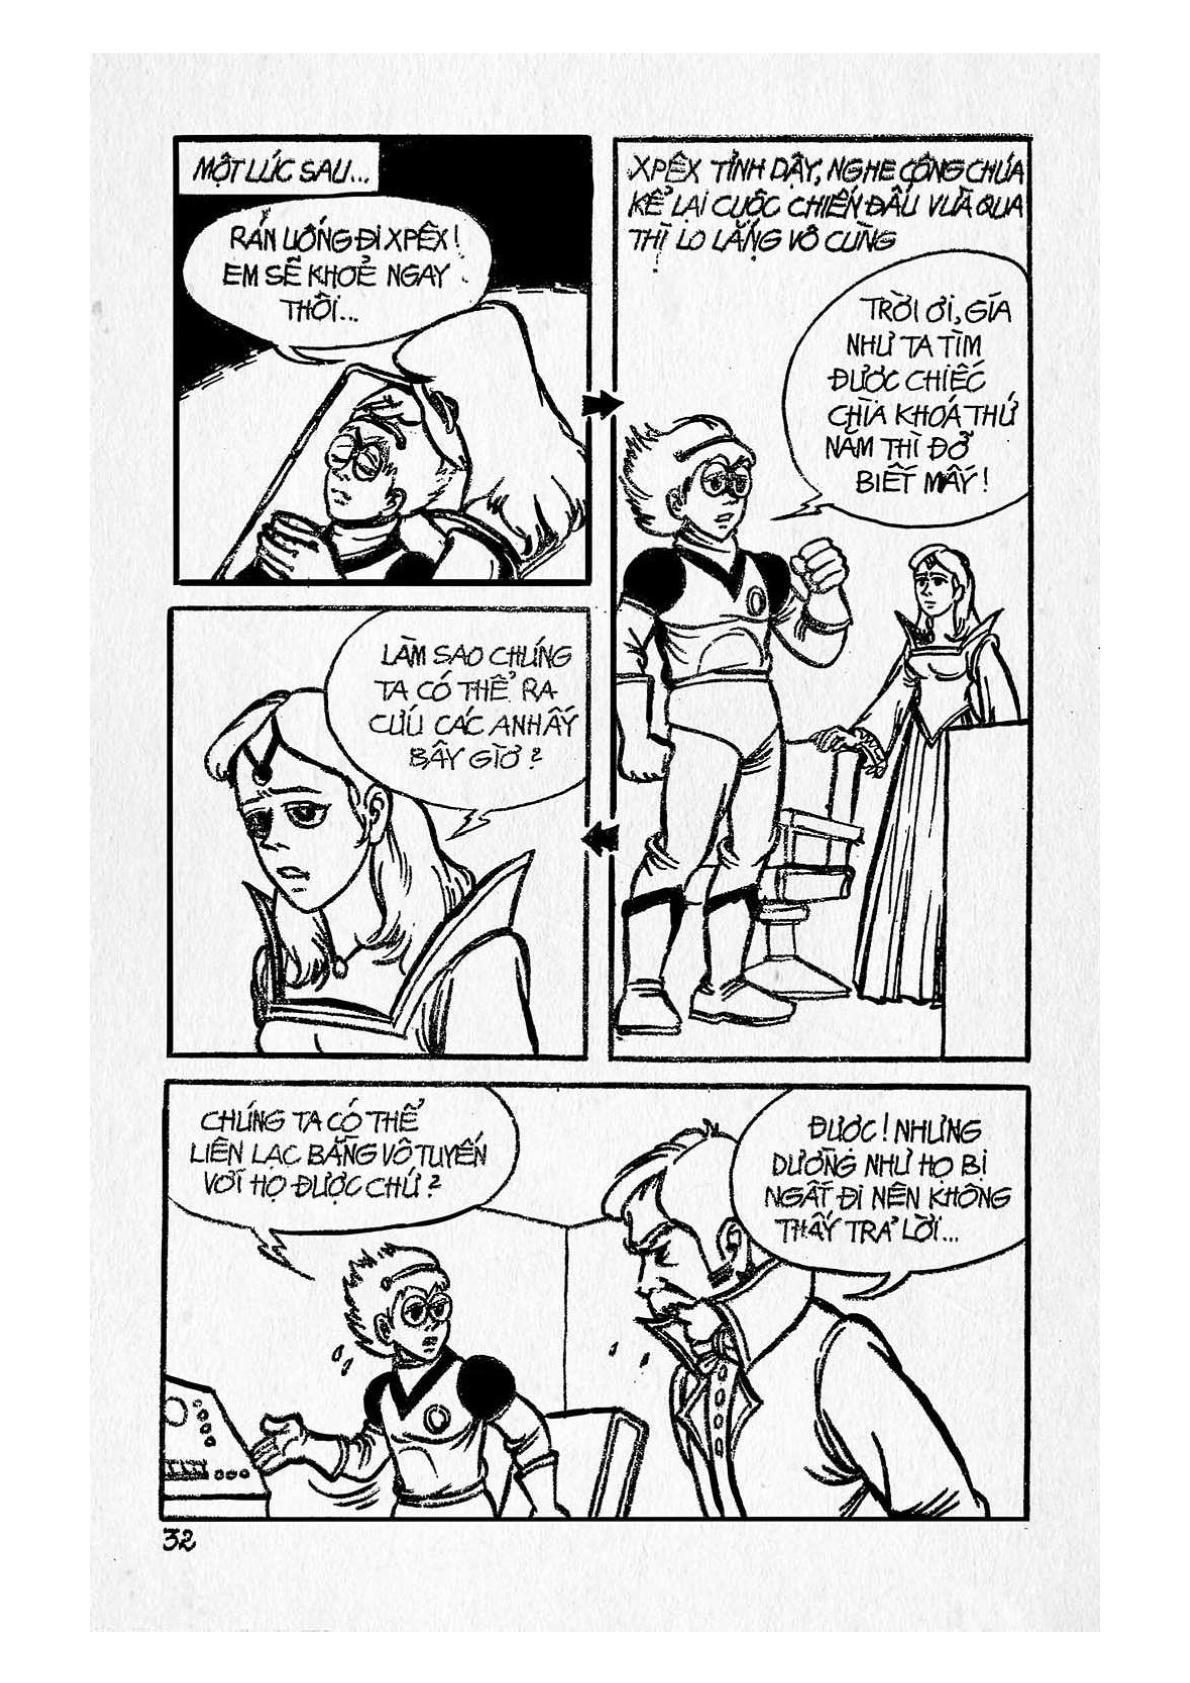 MỘT LÚC SAU...
RÁN UỐNG ĐI XPÊX!
EM SẼ KHOẺ NGAY
THÔI...
XPÊX TỈNH DẬY, NGHE CÔNG CHÚA
KỂ LẠI CUỘC CHIẾN ĐẤU VỪA QUA
THÌ LO LẮNG VÔ CÙNG
TRỜI ƠI, GÍA
NHƯ TA TÌM
ĐƯỢC CHIẾC
CHÌA KHOÁ THỨ
NĂM THÌ ĐỞ
BIẾT MẤY!
LÀM SAO CHÚNG
TA CÓ THỂ RA
CỨU CÁC ANH ẤY
BÂY GIỜ?
CHÚNG TA CÓ THỂ
LIÊN LẠC BẰNG VÔ TUYẾN
VỚI HỌ ĐƯỢC CHỨ?
ĐƯỢC! NHƯNG
DƯỜNG NHƯ HỌ BỊ
NGẤT ĐI NÊN KHÔNG
THẤY TRẢ LỜI...
32